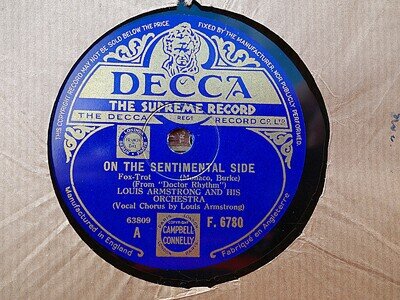 THIS COPYRIGHT RECORD MAY NOT BE SOLD BELOW THE PRICE FIXED BY THE MANUFACTURER NOR PUBLICLY PERFORMED.
DECCA
THE SUPREME RECORD
THE DECCA REGT RECORD CO. LTD
ON THE SENTIMENTAL SIDE
Fox-Trot (Monaco, Burke)
(From "Doctor Rhythm")
LOUIS ARMSTRONG AND HIS
ORCHESTRA
(Vocal Chorus by Louis Armstrong)
63809 F. 6780
A
COPYRIGHT
CAMPBELL
CONNELLY
Manufactured in England
Fabriqué en Angleterre